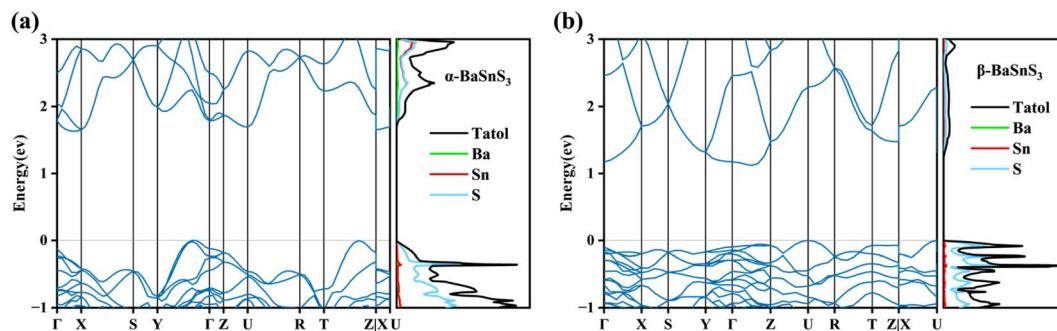 (a)
Energy(ev)
3
2
1
0
−1
Γ X S Y Γ Z U R T Z|X U
α-BaSnS₃
Tatol
Ba
Sn
S
(b)
Energy(ev)
3
2
1
0
−1
Γ X S Y Γ Z U R T Z|X U
β-BaSnS₃
Tatol
Ba
Sn
S